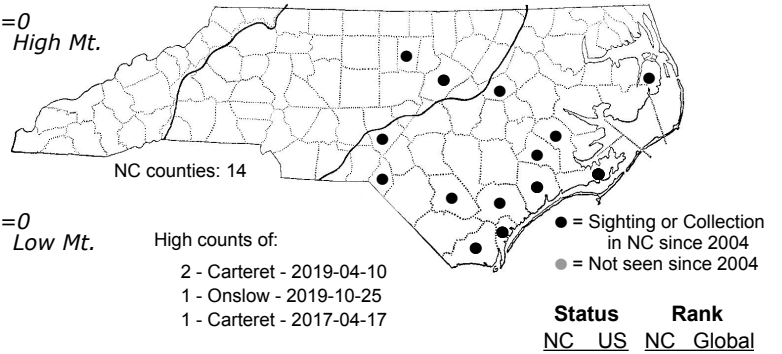 =0
High Mt.
NC counties: 14
=0
Low Mt.
High counts of:
2 - Carteret - 2019-04-10
1 - Onslow - 2019-10-25
1 - Carteret - 2017-04-17
= Sighting or Collection
in NC since 2004
= Not seen since 2004
Status Rank
NC US NC Global